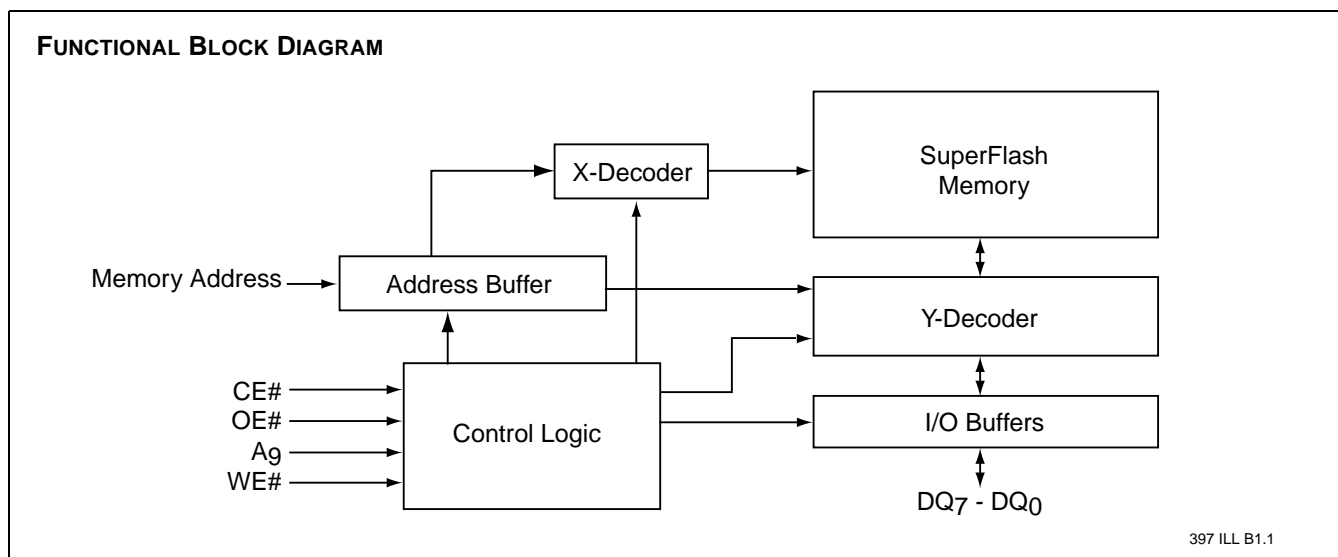 FUNCTIONAL BLOCK DIAGRAM
X-Decoder
SuperFlash
Memory
Memory Address
Address Buffer
Y-Decoder
CE#
OE#
A9
WE#
Control Logic
I/O Buffers
DQ7 - DQ0
397 ILL B1.1